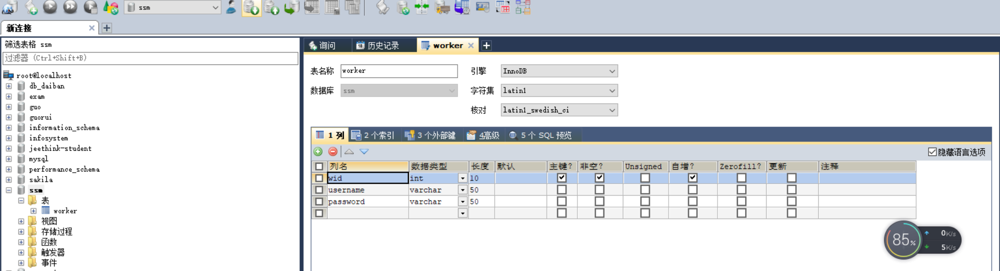 ssm
新连接
筛选表格 ssm
过滤器 (Ctrl+Shift+B)
root@localhost
db_daiban
exam
guo
guorui
information_schema
infosystem
jeethink-student
mysql
performance_schema
sakila
ssm
表
worker
视图
存储过程
函数
触发器
事件
询问 18 历史记录 worker
表名称 worker 引擎 InnoDB
数据库 ssm 字符集 latin1
核对 latin1_swedish_ci
1 列 2 个索引 3 个外部键 4高级 5 个 SQL 预览
隐藏语言选项
列名 数据类型 长度 默认 主键? 非空? Unsigned 自增? Zerofill? 更新 注释
wid int 10
username varchar 50
password varchar 50
85% 0K/s
5K/s